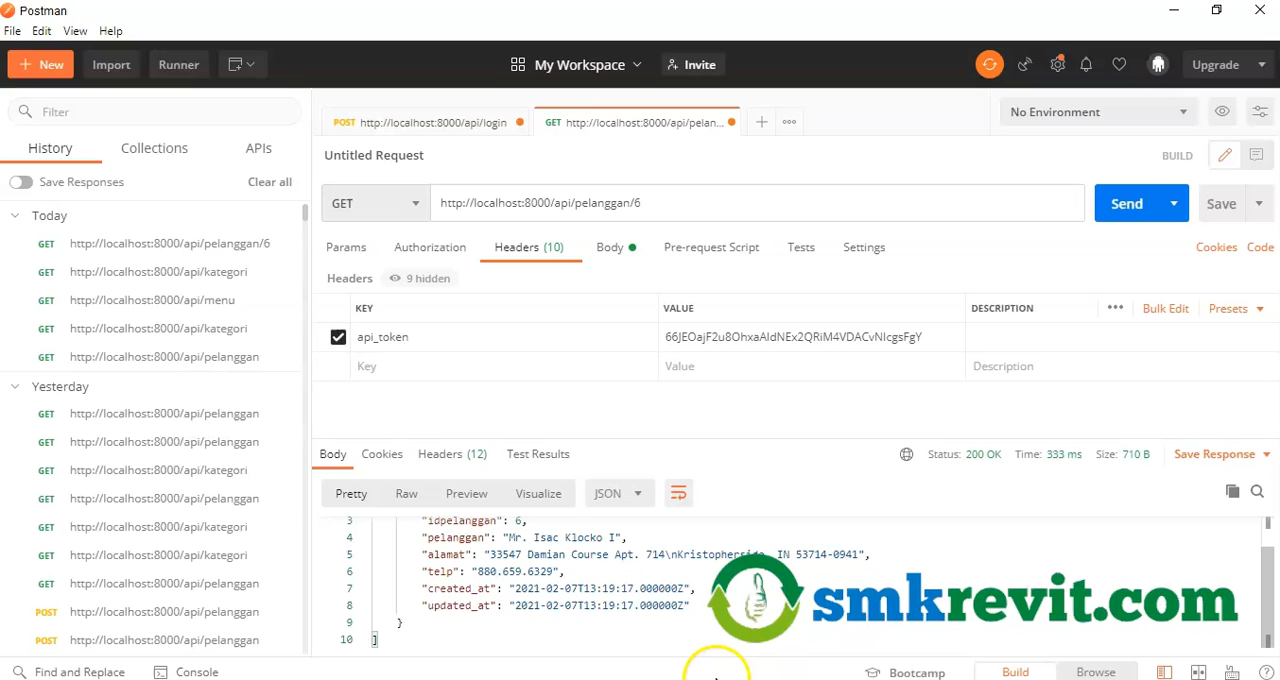 Postman
File Edit View Help
+ New Import Runner My Workspace Invite Upgrade
Filter
History Collections APIs
Save Responses Clear all
Today
GET http://localhost:8000/api/pelanggan/6
GET http://localhost:8000/api/kategori
GET http://localhost:8000/api/menu
GET http://localhost:8000/api/kategori
GET http://localhost:8000/api/pelanggan
Yesterday
GET http://localhost:8000/api/pelanggan
GET http://localhost:8000/api/pelanggan
GET http://localhost:8000/api/kategori
GET http://localhost:8000/api/pelanggan
GET http://localhost:8000/api/kategori
GET http://localhost:8000/api/kategori
GET http://localhost:8000/api/pelanggan
POST http://localhost:8000/api/pelanggan
POST http://localhost:8000/api/pelanggan
POST http://localhost:8000/api/login GET http://localhost:8000/api/pelan... No Environment
Untitled Request BUILD
GET http://localhost:8000/api/pelanggan/6 Send Save
Params Authorization Headers (10) Body Pre-request Script Tests Settings Cookies Code
Headers 9 hidden
KEY VALUE DESCRIPTION ••• Bulk Edit Presets
api_token 66JEOajF2u8OhxaAIdNEx2QRiM4VDACvNIcgsFgY
Key Value Description
Body Cookies Headers (12) Test Results Status: 200 OK Time: 333 ms Size: 710 B Save Response
Pretty Raw Preview Visualize JSON
3 "idpelanggan": 6,
4 "pelanggan": "Mr. Isac Klocko I",
5 "alamat": "33547 Damian Course Apt. 714\nKristopherside, IN 53714-0941",
6 "telp": "880.659.6329",
7 "created_at": "2021-02-07T13:19:17.000000Z",
8 "updated_at": "2021-02-07T13:19:17.000000Z"
9 }
10 ]
smkrevit.com
Find and Replace Console Bootcamp Build Browse